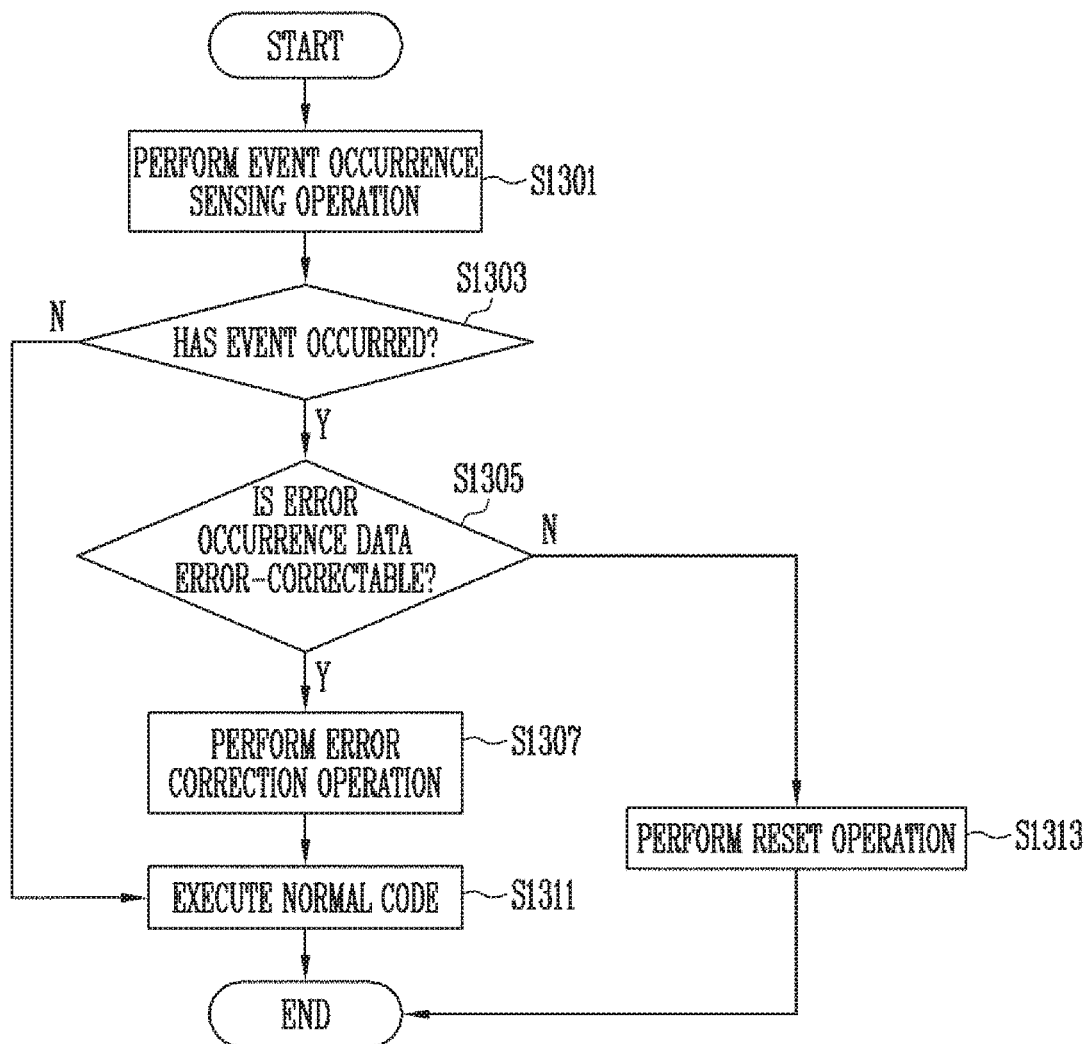 START
PERFORM EVENT OCCURRENCE
SENSING OPERATION
S1301
S1303
N
HAS EVENT OCCURRED?
Y
S1305
IS ERROR
OCCURRENCE DATA
ERROR-CORRECTABLE?
N
Y
PERFORM ERROR
CORRECTION OPERATION
S1307
PERFORM RESET OPERATION
S1313
EXECUTE NORMAL CODE
S1311
END